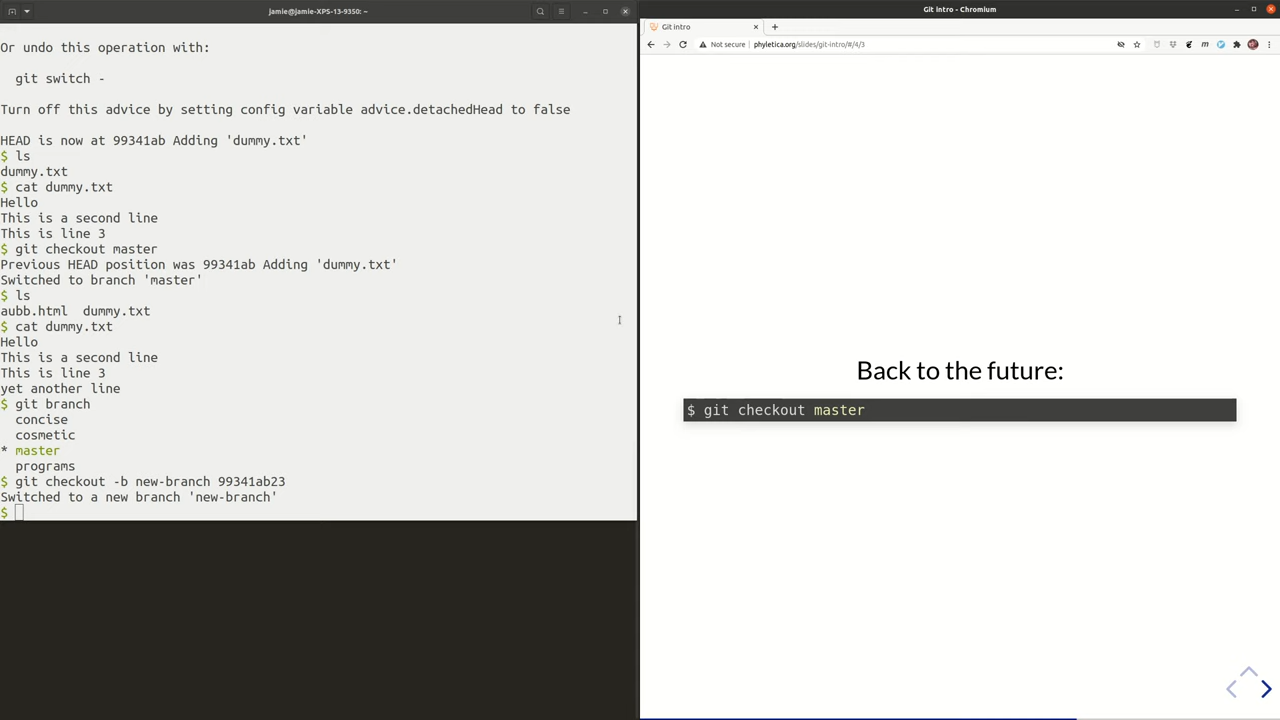 jamie@jamie-XPS-13-9350: ~
Or undo this operation with:
git switch -
Turn off this advice by setting config variable advice.detachedHead to false
HEAD is now at 99341ab Adding 'dummy.txt'
$ ls
dummy.txt
$ cat dummy.txt
Hello
This is a second line
This is line 3
$ git checkout master
Previous HEAD position was 99341ab Adding 'dummy.txt'
Switched to branch 'master'
$ ls
aubb.html  dummy.txt
$ cat dummy.txt
Hello
This is a second line
This is line 3
yet another line
$ git branch
concise
cosmetic
* master
programs
$ git checkout -b new-branch 99341ab23
Switched to a new branch 'new-branch'
$
Git intro - Chromium
Git intro
Not secure
phyletica.org/slides/git-intro/#/4/3
Back to the future:
$ git checkout master